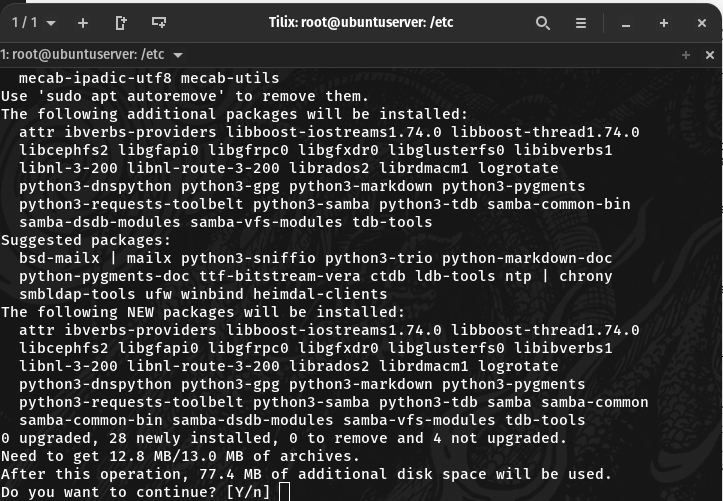 1 / 1
Tilix: root@ubuntuserver: /etc
1: root@ubuntuserver: /etc
mecab-ipadic-utf8 mecab-utils
Use 'sudo apt autoremove' to remove them.
The following additional packages will be installed:
attr ibverbs-providers libboost-iostreams1.74.0 libboost-thread1.74.0
libcephfs2 libgfapi0 libgfrpc0 libgfxdr0 libglusterfs0 libibverbs1
libnl-3-200 libnl-route-3-200 librados2 librdmacm1 logrotate
python3-dnspython python3-gpg python3-markdown python3-pygments
python3-requests-toolbelt python3-samba python3-tdb samba-common-bin
samba-dsdb-modules samba-vfs-modules tdb-tools
Suggested packages:
bsd-mailx | mailx python3-sniffio python3-trio python-markdown-doc
python-pygments-doc ttf-bitstream-vera ctdb ldb-tools ntp | chrony
smbldap-tools ufw winbind heimdal-clients
The following NEW packages will be installed:
attr ibverbs-providers libboost-iostreams1.74.0 libboost-thread1.74.0
libcephfs2 libgfapi0 libgfrpc0 libgfxdr0 libglusterfs0 libibverbs1
libnl-3-200 libnl-route-3-200 librados2 librdmacm1 logrotate
python3-dnspython python3-gpg python3-markdown python3-pygments
python3-requests-toolbelt python3-samba python3-tdb samba samba-common
samba-common-bin samba-dsdb-modules samba-vfs-modules tdb-tools
0 upgraded, 28 newly installed, 0 to remove and 4 not upgraded.
Need to get 12.8 MB/13.0 MB of archives.
After this operation, 77.4 MB of additional disk space will be used.
Do you want to continue? [Y/n]